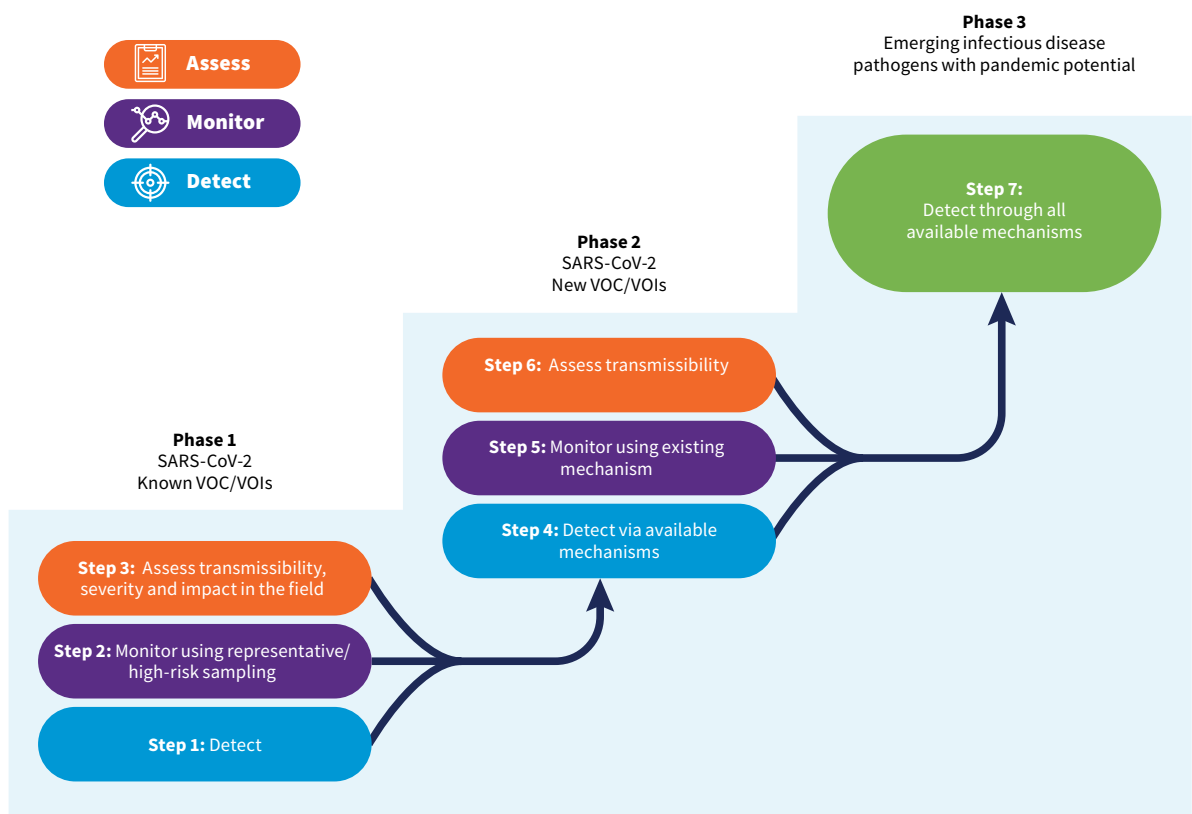 Assess
Monitor
Detect
Phase 3
Emerging infectious disease
pathogens with pandemic potential
Step 7:
Detect through all
available mechanisms
Phase 2
SARS-CoV-2
New VOC/VOIs
Step 6: Assess transmissibility
Step 5: Monitor using existing
mechanism
Step 4: Detect via available
mechanisms
Phase 1
SARS-CoV-2
Known VOC/VOIs
Step 3: Assess transmissibility,
severity and impact in the field
Step 2: Monitor using representative/
high-risk sampling
Step 1: Detect